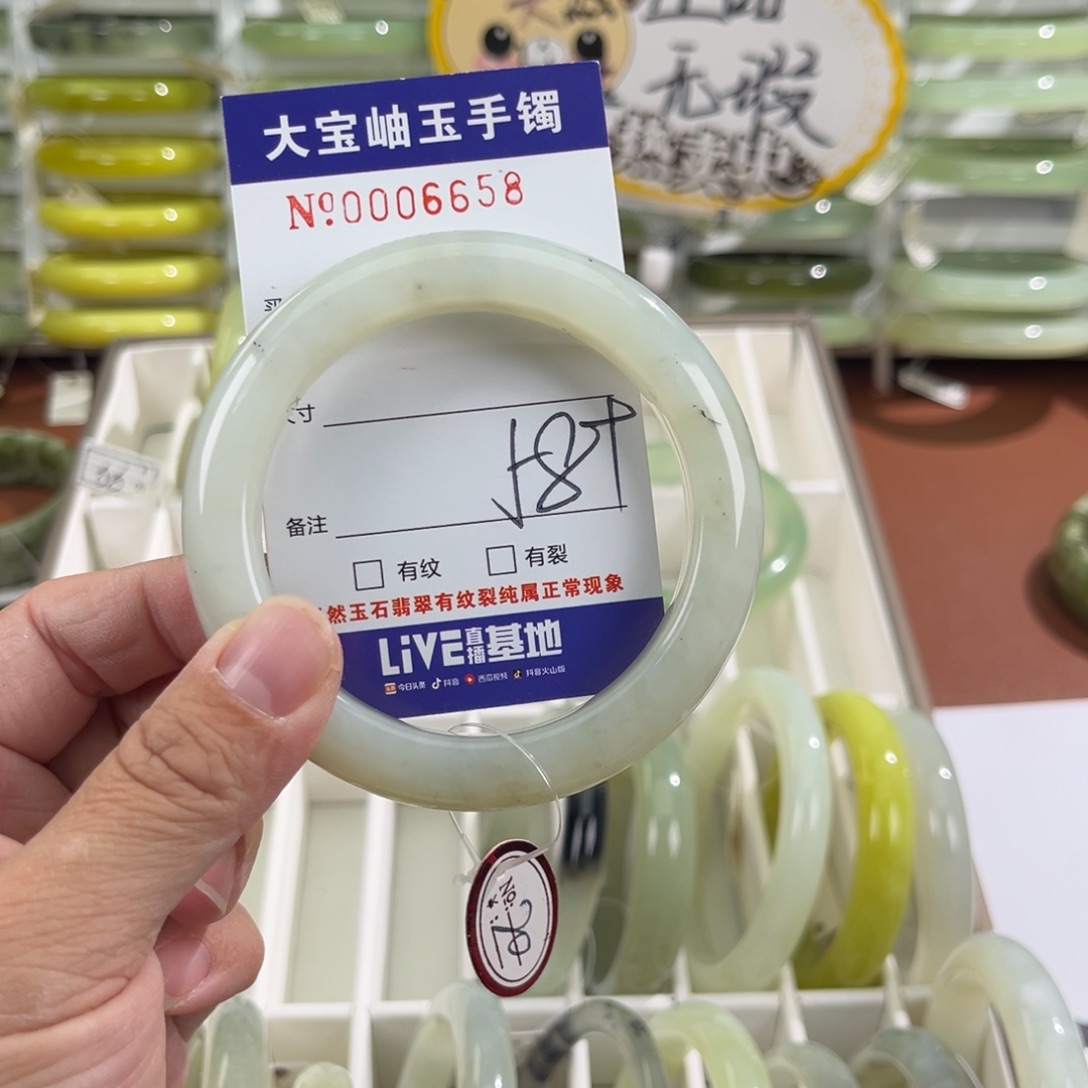 无瑕
大宝岫玉手镯
Nº:0006658
寸
备注
有纹
有裂
然玉石翡翠有纹裂纯属正常现象
LiVE直播基地
今日头条 抖音 西瓜视频 抖音火山版